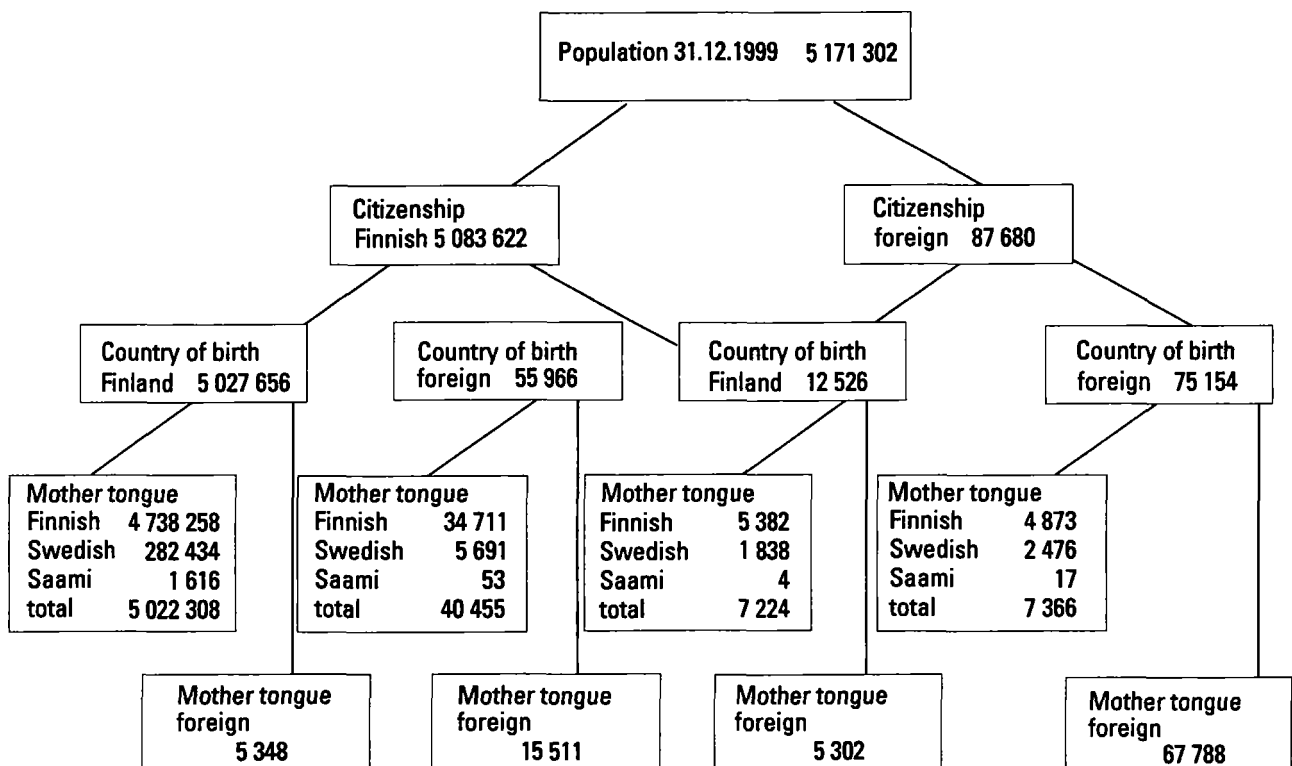 Population 31.12.1999 5 171 302
Citizenship
Finnish 5 083 622
Citizenship
foreign 87 680
Country of birth
Finland 5 027 656
Country of birth
foreign 55 966
Country of birth
Finland 12 526
Country of birth
foreign 75 154
Mother tongue
Finnish 4 738 258
Swedish 282 434
Saami 1 616
total 5 022 308
Mother tongue
Finnish 34 711
Swedish 5 691
Saami 53
total 40 455
Mother tongue
Finnish 5 382
Swedish 1 838
Saami 4
total 7 224
Mother tongue
Finnish 4 873
Swedish 2 476
Saami 17
total 7 366
Mother tongue
foreign
5 348
Mother tongue
foreign
15 511
Mother tongue
foreign
5 302
Mother tongue
foreign
67 788